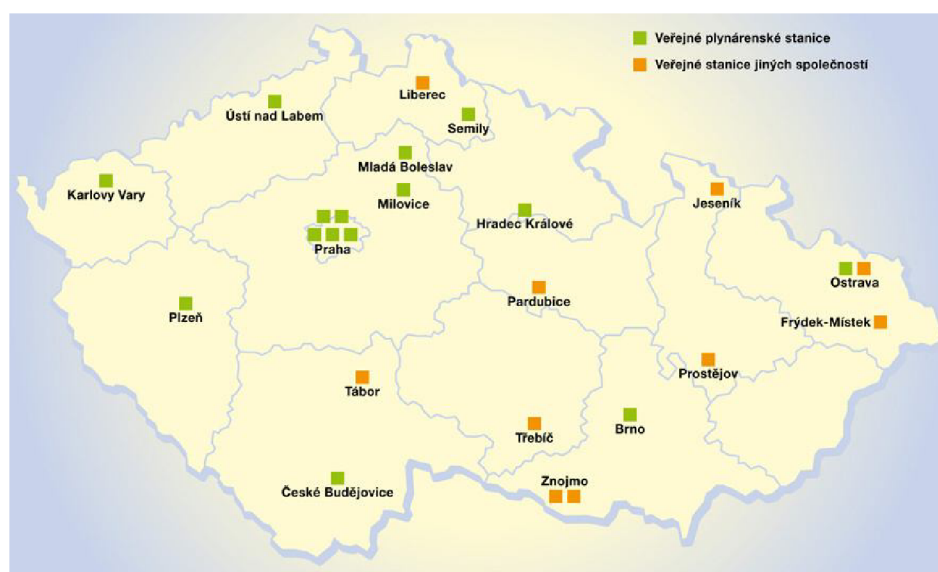 Veřejné plynárenské stanice
Veřejné stanice jiných společností
Liberec
Ústí nad Labem
Semily
Mladá Boleslav
Karlovy Vary
Milovice
Jeseník
Hradec Králové
Praha
Ostrava
Pardubice
Plzeň
Frýdek-Místek
Prostějov
Tábor
Třebíč
Brno
Znojmo
České Budějovice